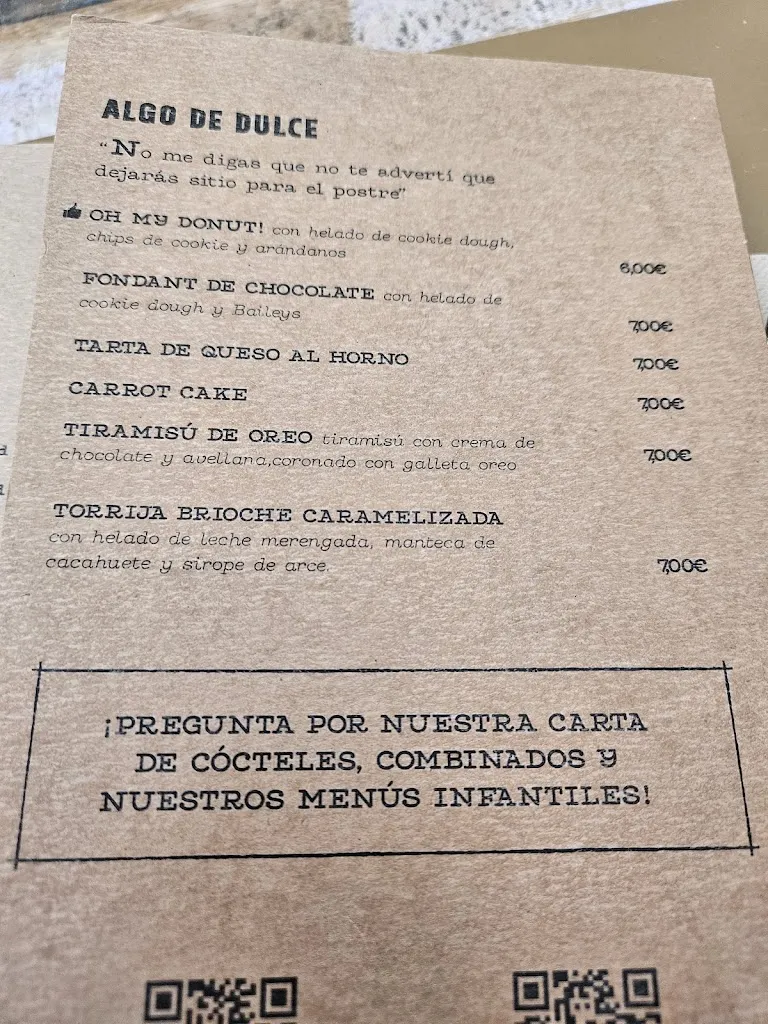 ALGO DE DULCE
"No me digas que no te advertí que
dejarás sitio para el postre"
OH MY DONUT! con helado de cookie dough,
chips de cookie y arándanos
6,00€
FONDANT DE CHOCOLATE con helado de
cookie dough y Baileys
7,00€
TARTA DE QUESO AL HORNO
7,00€
CARROT CAKE
7,00€
TIRAMISÚ DE OREO tiramisú con crema de
chocolate y avellana,coronado con galleta oreo
7,00€
TORRIJA BRIOCHE CARAMELIZADA
con helado de leche merengada, manteca de
cacahuete y sirope de arce.
7,00€
¡PREGUNTA POR NUESTRA CARTA
DE CÓCTELES, COMBINADOS Y
NUESTROS MENÚS INFANTILES!